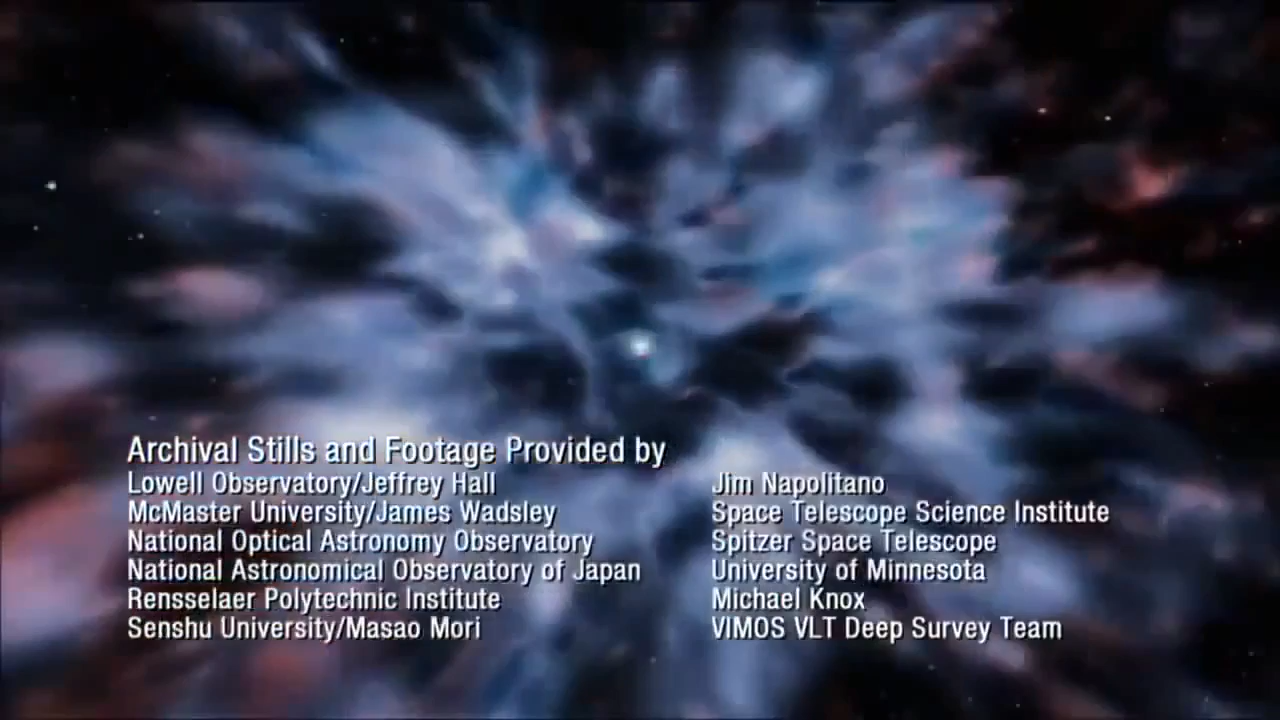 Archival Stills and Footage Provided by
Lowell Observatory/Jeffrey Hall
McMaster University/James Wadsley
National Optical Astronomy Observatory
National Astronomical Observatory of Japan
Rensselaer Polytechnic Institute
Senshu University/Masao Mori
Jim Napolitano
Space Telescope Science Institute
Spitzer Space Telescope
University of Minnesota
Michael Knox
VIMOS VLT Deep Survey Team